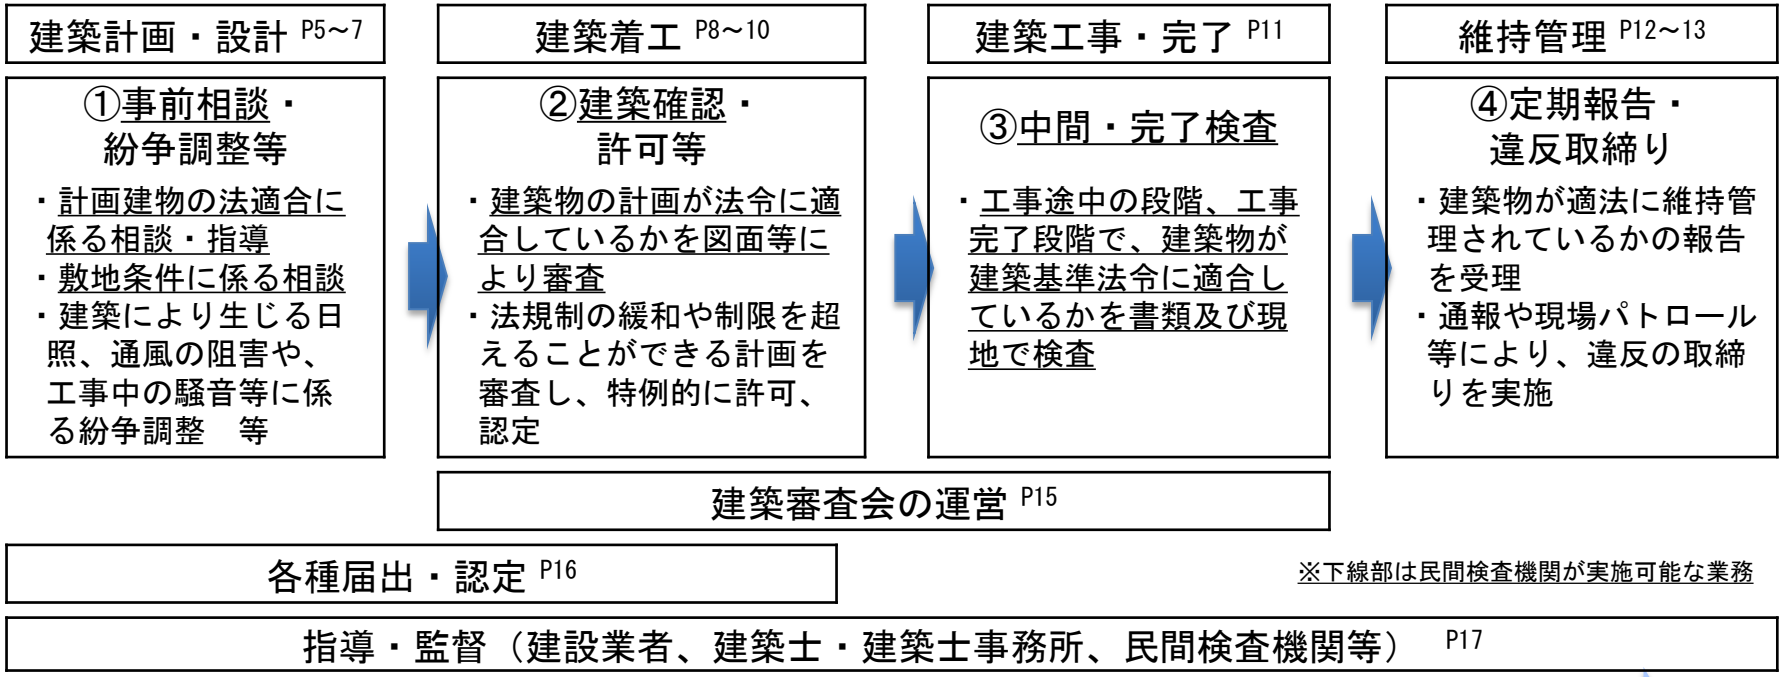 建築計画・設計 P5～7
①事前相談・
紛争調整等
・計画建物の法適合に
係る相談・指導
・敷地条件に係る相談
・建築により生じる日
照、通風の阻害や、
工事中の騒音等に係
る紛争調整　等
建築着工 P8～10
②建築確認・
許可等
・建築物の計画が法令に適
合しているかを図面等に
より審査
・法規制の緩和や制限を超
えることができる計画を
審査し、特例的に許可、
認定
建築工事・完了 P11
③中間・完了検査
・工事途中の段階、工事
完了段階で、建築物が
建築基準法令に適合し
ているかを書類及び現
地で検査
維持管理 P12～13
④定期報告・
違反取締り
・建築物が適法に維持管
理されているかの報告
を受理
・通報や現場パトロール
等により、違反の取締
りを実施
建築審査会の運営 P15
各種届出・認定 P16
※下線部は民間検査機関が実施可能な業務
指導・監督（建設業者、建築士・建築士事務所、民間検査機関等） P17